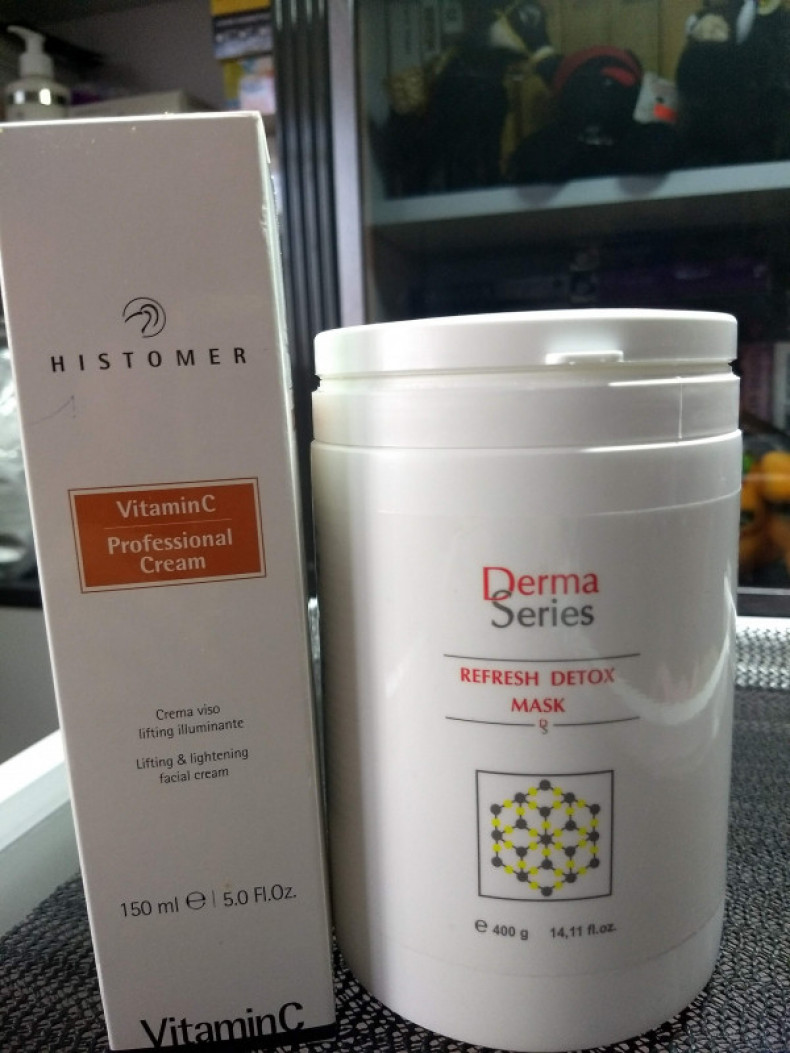 HISTOMER
VitaminC
Professional
Cream
Crema viso
lifting illuminante
Lifting & lightening
facial cream
150 ml ℮ | 5.0 Fl.Oz.
VitaminC
Derma
Series
REFRESH DETOX
MASK
℮ 400 g 14,11 fl.oz.